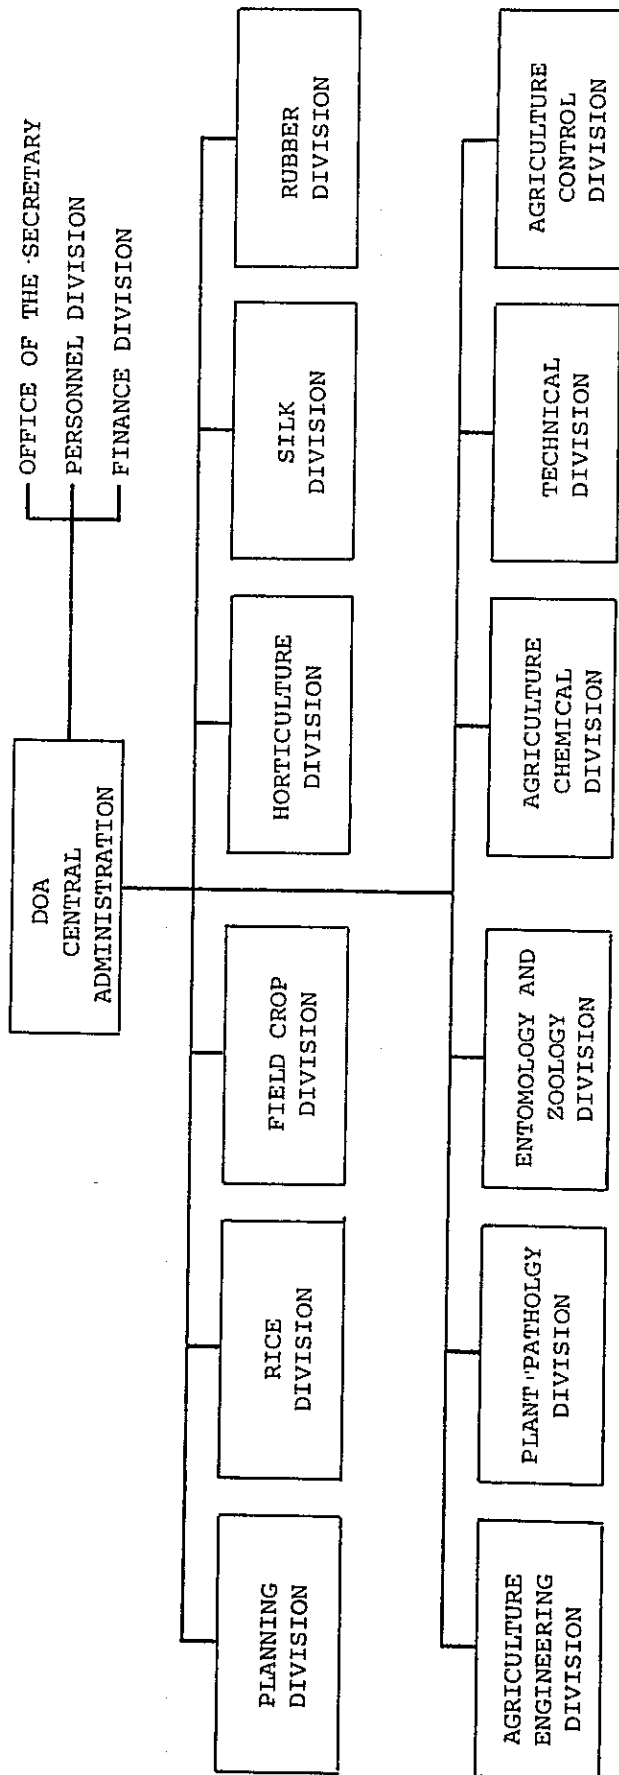 DOA
CENTRAL
ADMINISTRATION
OFFICE OF THE SECRETARY
PERSONNEL DIVISION
FINANCE DIVISION
PLANNING
DIVISION
RICE
DIVISION
FIELD CROP
DIVISION
HORTICULTURE
DIVISION
SILK
DIVISION
RUBBER
DIVISION
AGRICULTURE
ENGINEERING
DIVISION
PLANT PATHOLGY
DIVISION
ENTOMOLOGY AND
ZOOLOGY
DIVISION
AGRICULTURE
CHEMICAL
DIVISION
TECHNICAL
DIVISION
AGRICULTURE
CONTROL
DIVISION